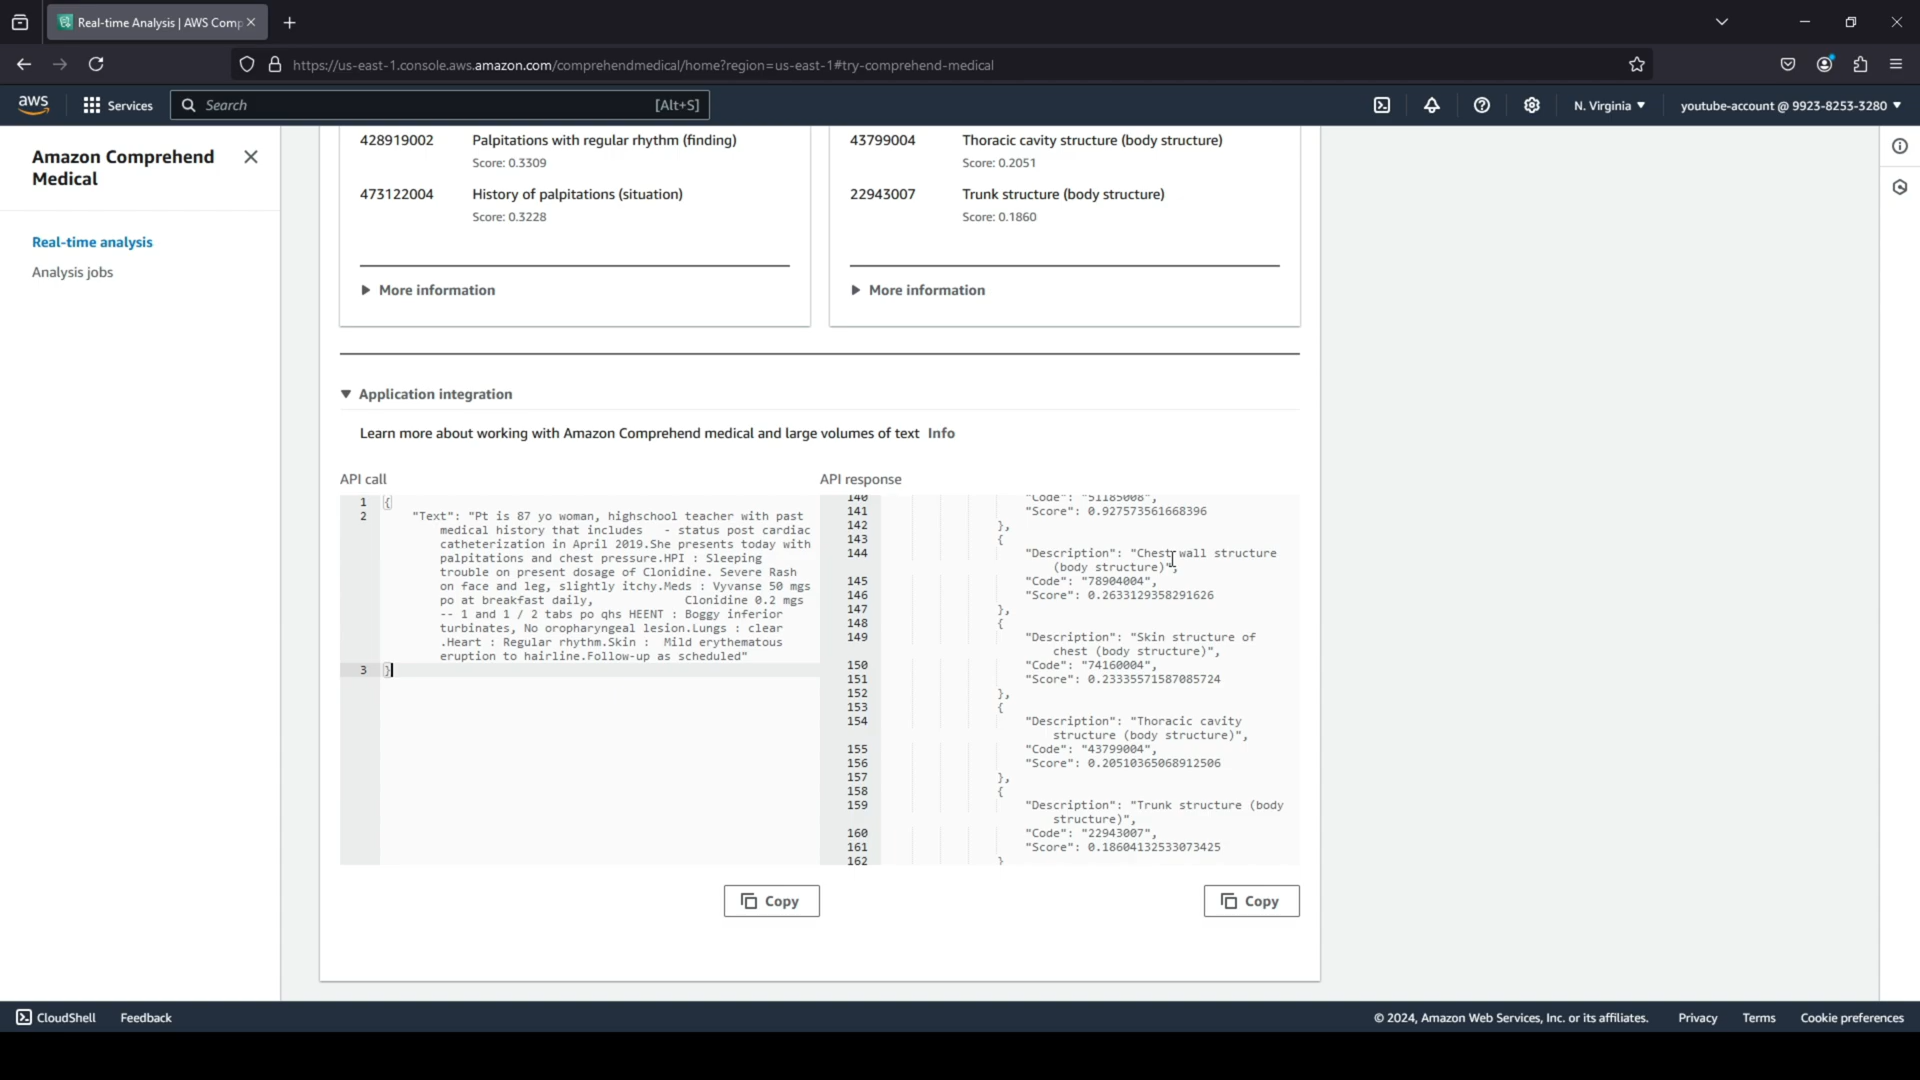 Real-time Analysis | AWS Comp
https://us-east-1.console.aws.amazon.com/comprehendmedical/home?region=us-east-1#try-comprehend-medical
aws
Services
Search
[Alt+S]
N. Virginia
youtube-account @ 9923-8253-3280
Amazon Comprehend
Medical
Real-time analysis
Analysis jobs
428919002
Palpitations with regular rhythm (finding)
Score: 0.3309
473122004
History of palpitations (situation)
Score: 0.3228
More information
43799004
Thoracic cavity structure (body structure)
Score: 0.2051
22943007
Trunk structure (body structure)
Score: 0.1860
More information
Application integration
Learn more about working with Amazon Comprehend medical and large volumes of text Info
API call
1 {
2 "Text": "Pt is 87 yo woman, highschool teacher with past
medical history that includes - status post cardiac
catheterization in April 2019.She presents today with
palpitations and chest pressure.HPI : Sleeping
trouble on present dosage of Clonidine. Severe Rash
on face and leg, slightly itchy.Meds : Vyvanse 50 mgs
po at breakfast daily, Clonidine 0.2 mgs
-- 1 and 1 / 2 tabs po qhs HEENT : Boggy inferior
turbinates, No oropharyngeal lesion.Lungs : clear
.Heart : Regular rhythm.Skin : Mild erythematous
eruption to hairline.Follow-up as scheduled"
3 }
Copy
API response
140 "Code": "51185008",
141 "Score": 0.927573561668396
142 },
143 {
144 "Description": "Chest wall structure
(body structure)",
145 "Code": "78904004",
146 "Score": 0.2633129358291626
147 },
148 {
149 "Description": "Skin structure of
chest (body structure)",
150 "Code": "74160004",
151 "Score": 0.23335571587085724
152 },
153 {
154 "Description": "Thoracic cavity
structure (body structure)",
155 "Code": "43799004",
156 "Score": 0.20510365068912506
157 },
158 {
159 "Description": "Trunk structure (body
structure)",
160 "Code": "22943007",
161 "Score": 0.18604132533073425
162 }
Copy
CloudShell
Feedback
© 2024, Amazon Web Services, Inc. or its affiliates.
Privacy
Terms
Cookie preferences